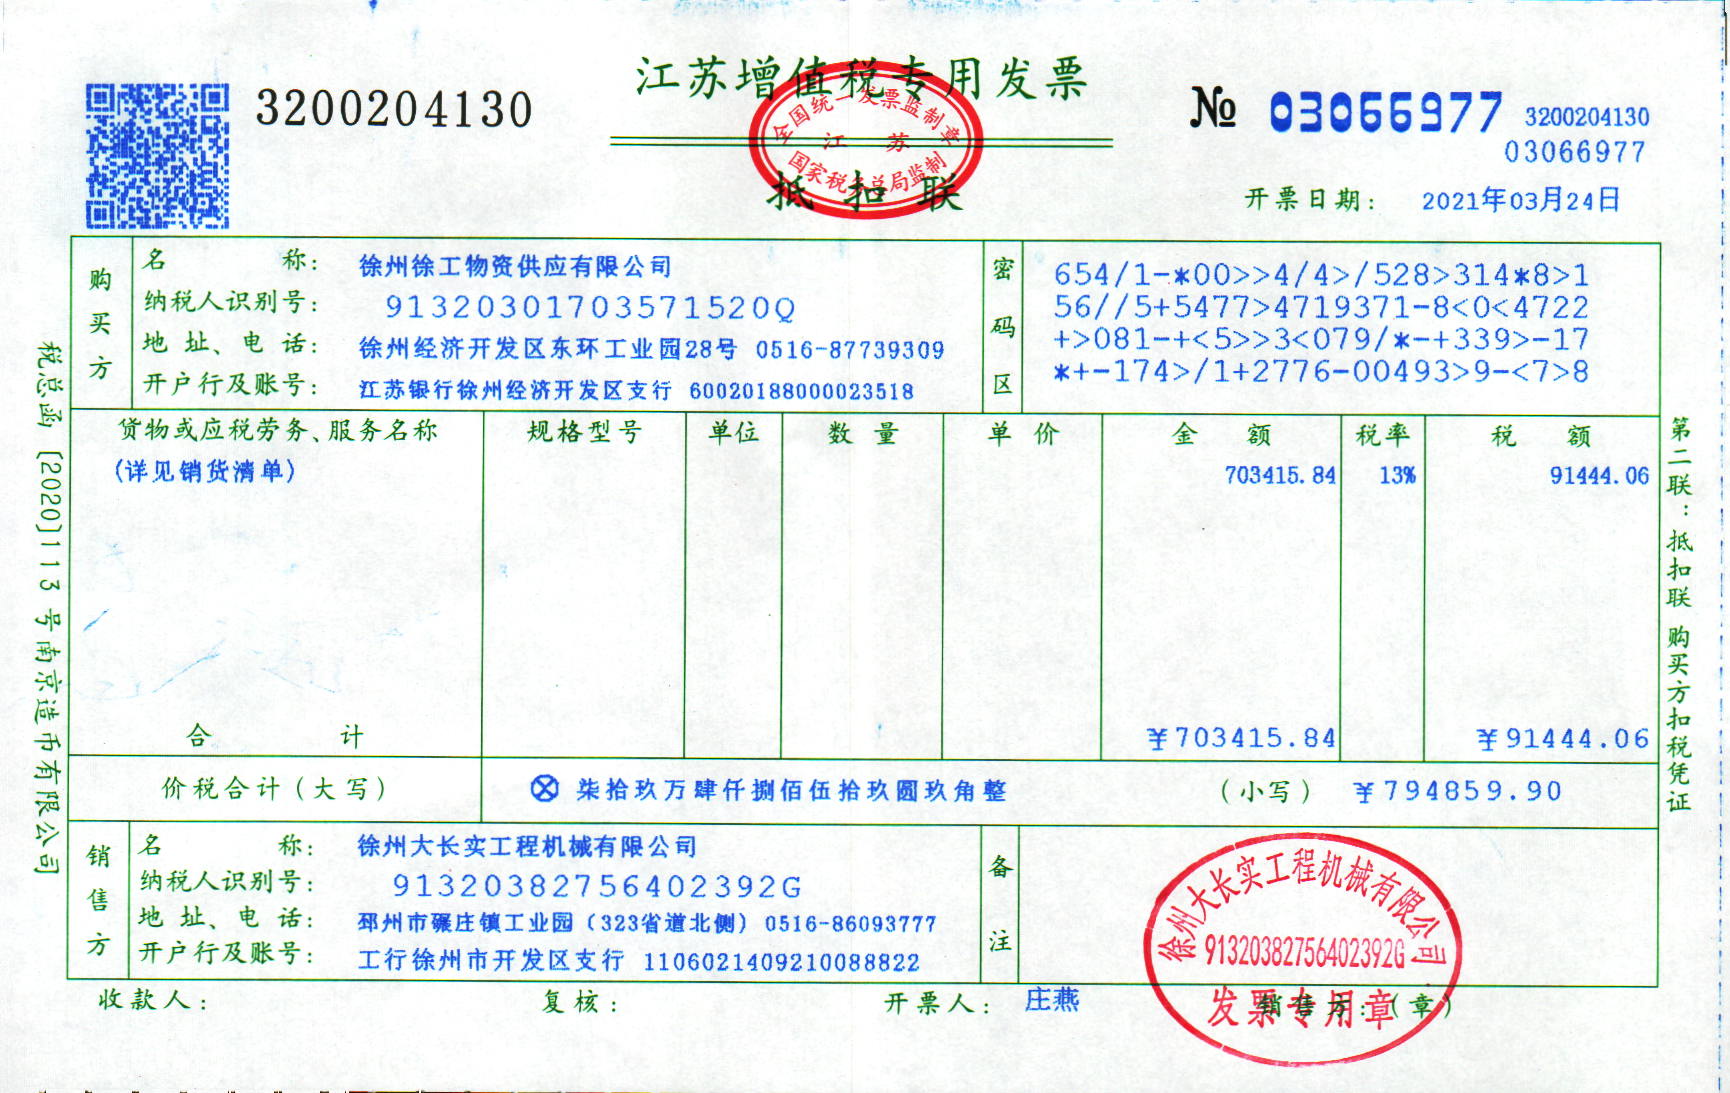 江苏增值税专用发票
3200204130
№ 03066977
3200204130
03066977
全国统一发票监制章
江 苏
国家税务总局监制
抵扣联
开票日期： 2021年03月24日
购买方
名 称： 徐州徐工物资供应有限公司
纳税人识别号： 91320301703571520Q
地 址、电 话： 徐州经济开发区东环工业园28号 0516-87739309
开户行及账号： 江苏银行徐州经济开发区支行 60020188000023518
密码区
654/1-*00>>4/4>/528>314*8>1
56//5+5477>4719371-8<0<4722
+>081-+<5>>3<079/*-+339>-17
*+-174>/1+2776-00493>9-<7>8
货物或应税劳务、服务名称 规格型号 单位 数 量 单 价 金 额 税率 税 额
(详见销货清单) 703415.84 13% 91444.06
合 计 ¥703415.84 ¥91444.06
价税合计（大写） ⊗ 柒拾玖万肆仟捌佰伍拾玖圆玖角整 （小写） ¥794859.90
销售方
名 称： 徐州大长实工程机械有限公司
纳税人识别号： 91320382756402392G
地 址、电 话： 邳州市碾庄镇工业园（323省道北侧） 0516-86093777
开户行及账号： 工行徐州市开发区支行 1106021409210088822
备注
收款人： 复核： 开票人： 庄燕 销售方：（章）
徐州大长实工程机械有限公司
91320382756402392G
发票专用章
税总函〔2020〕113号南京造币有限公司
第二联：抵扣联 购买方扣税凭证